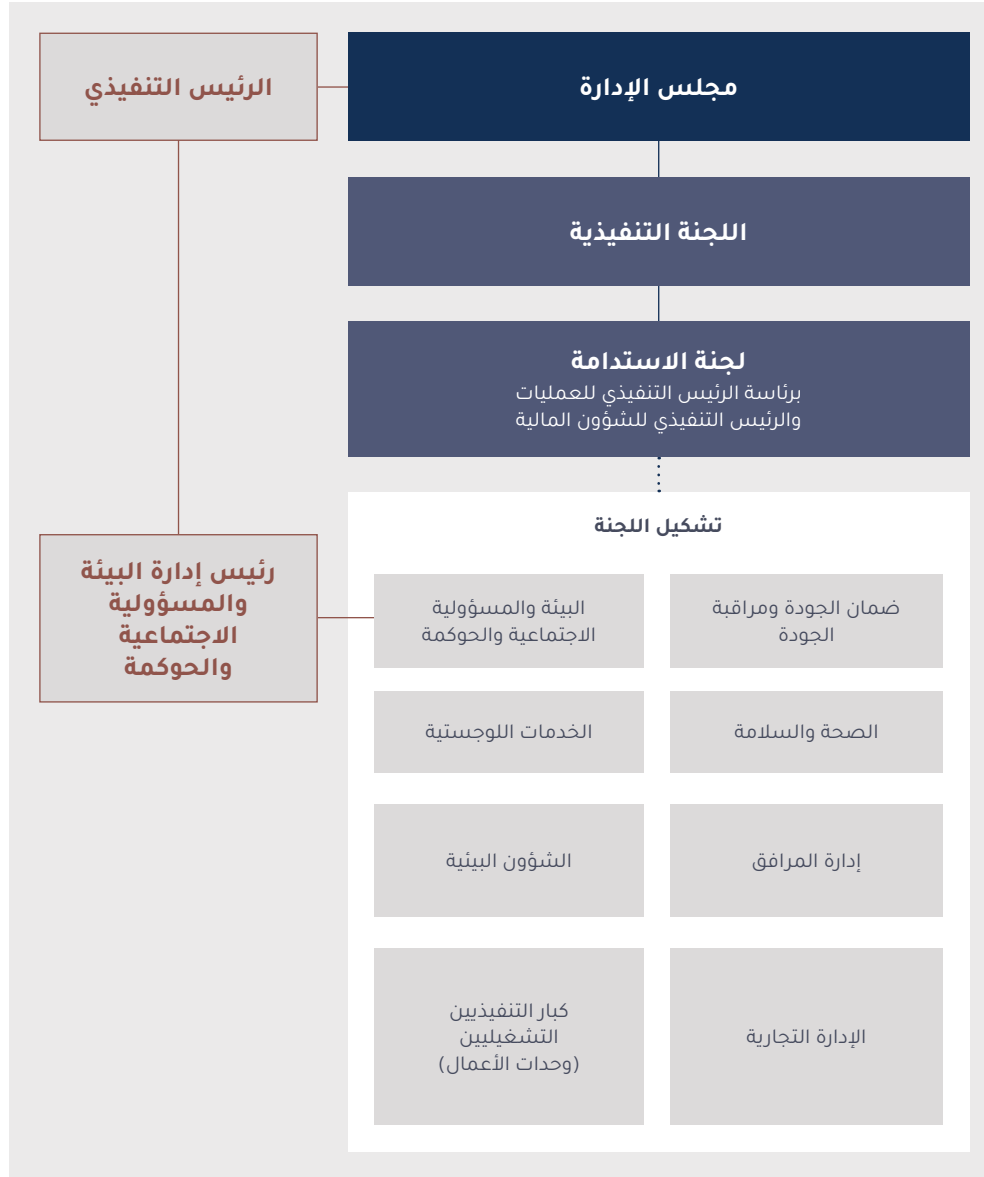 مجلس الإدارة
الرئيس التنفيذي
اللجنة التنفيذية
لجنة الاستدامة
برئاسة الرئيس التنفيذي للعمليات
والرئيس التنفيذي للشؤون المالية
تشكيل اللجنة
ضمان الجودة ومراقبة
الجودة
البيئة والمسؤولية
الاجتماعية والحوكمة
رئيس إدارة البيئة
والمسؤولية
الاجتماعية
والحوكمة
الصحة والسلامة
الخدمات اللوجستية
إدارة المرافق
الشؤون البيئية
الإدارة التجارية
كبار التنفيذيين
التشغيليين
(وحدات الأعمال)